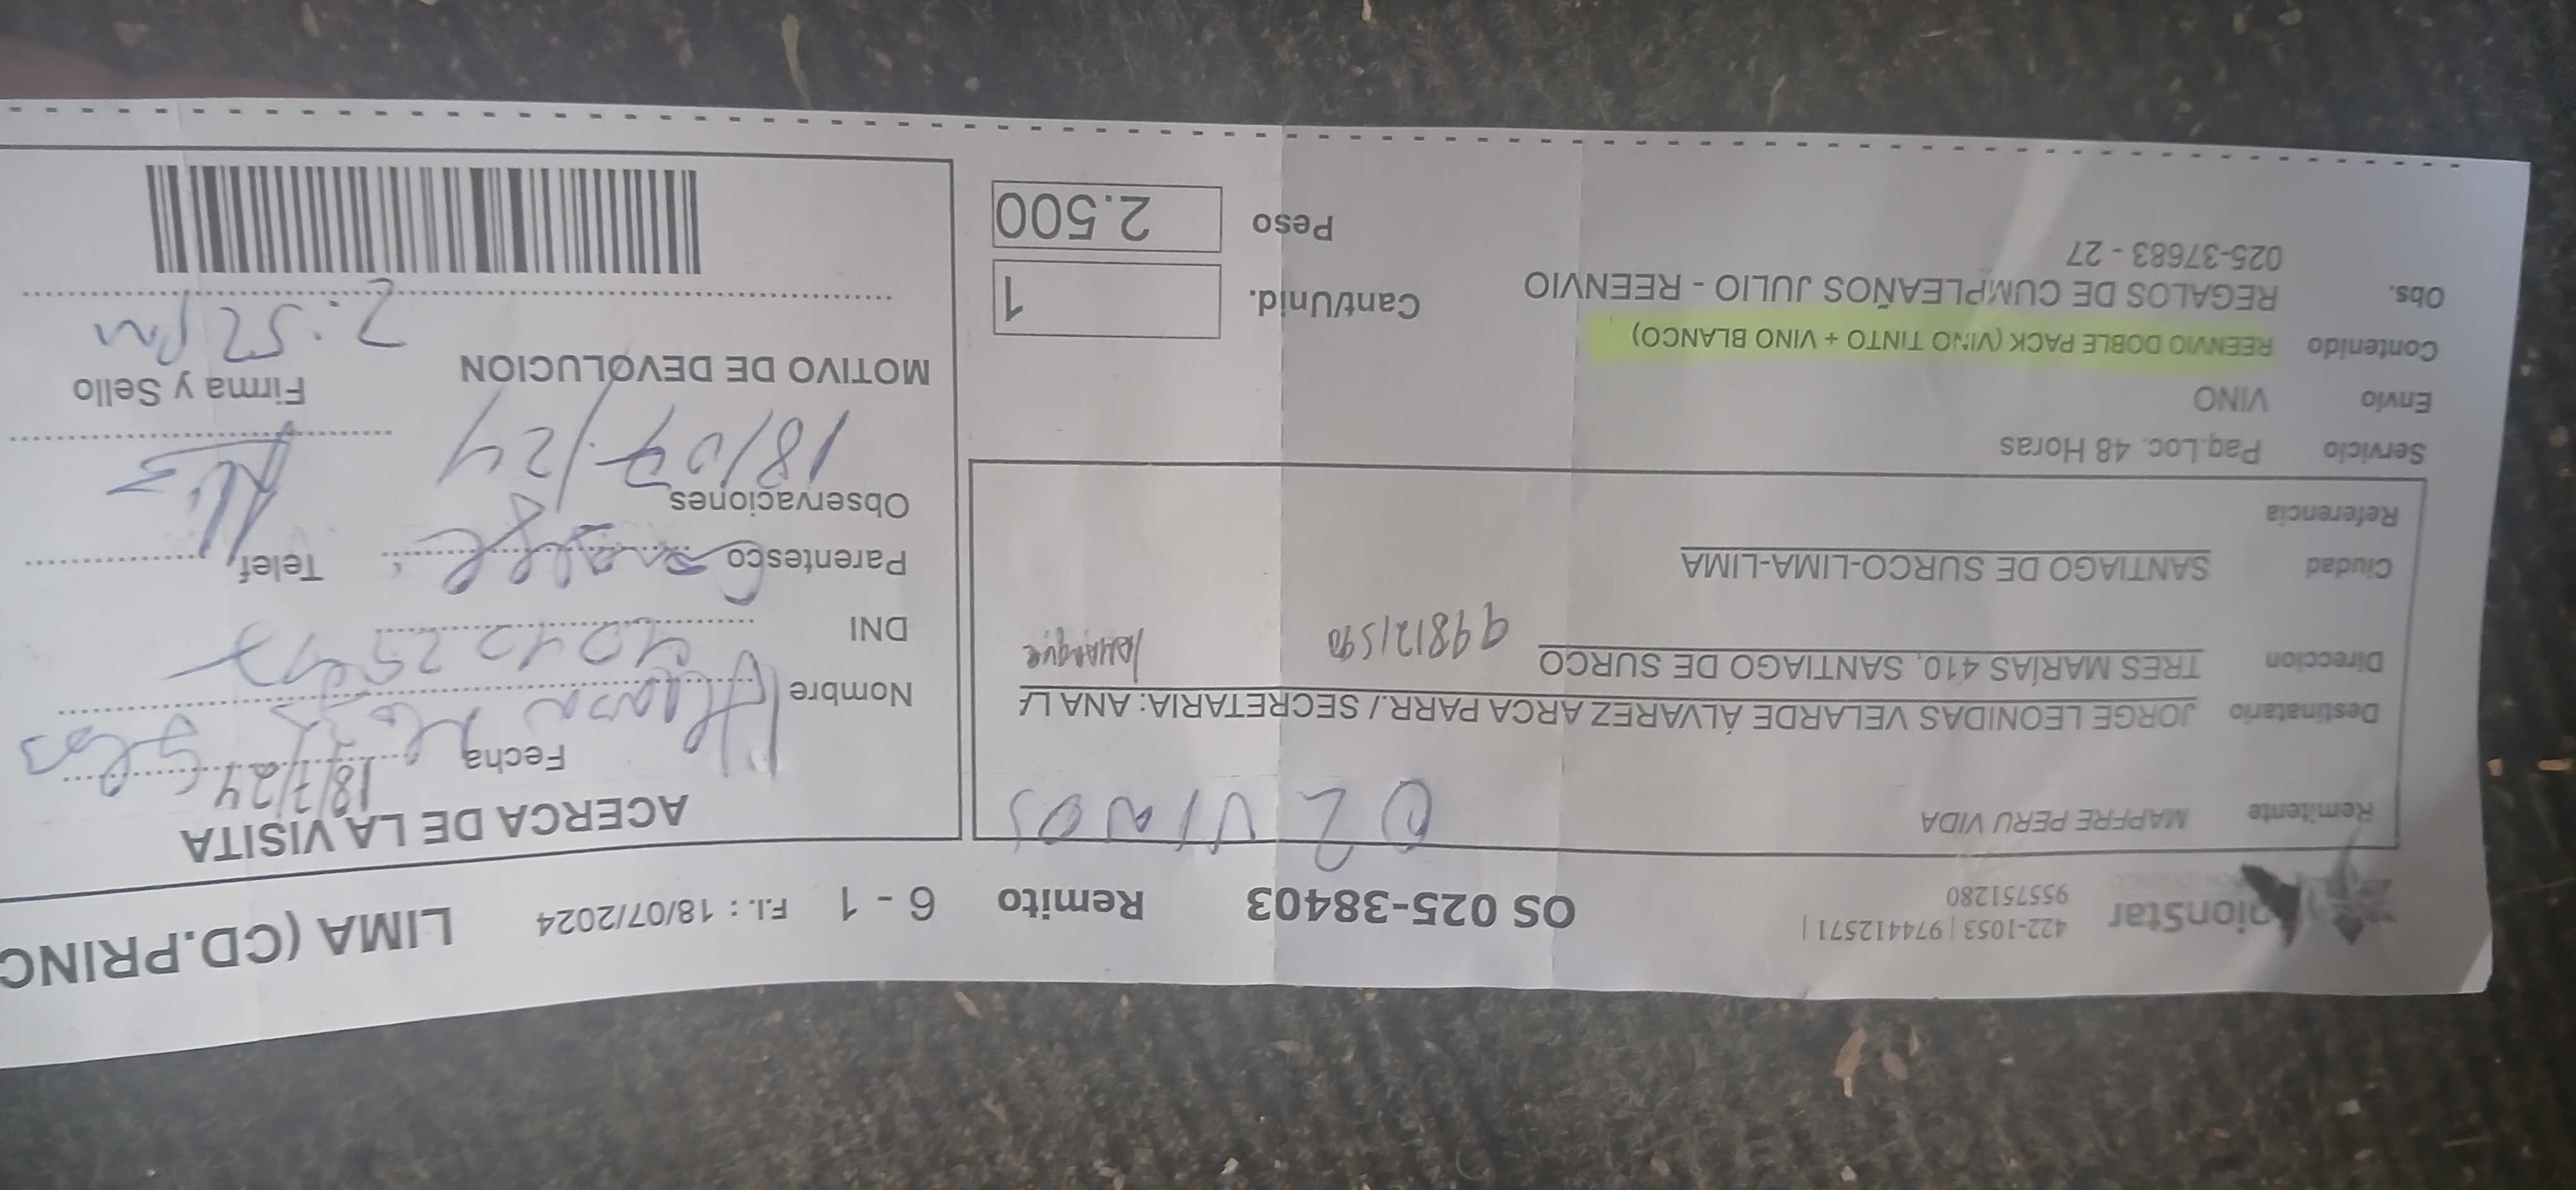 nionStar 422-1053 | 974412571 |
955751280
OS 025-38403 Remito 6 - 1 F.I. : 18/07/2024 LIMA (CD.PRINC
Remitente MAPFRE PERU VIDA
02 VINOS
Destinatario JORGE LEONIDAS VELARDE ÁLVAREZ ARCA PARR./ SECRETARIA: ANA LA
Direccion TRES MARÍAS 410, SANTIAGO DE SURCO
998121590
Ciudad SANTIAGO DE SURCO-LIMA-LIMA
Referencia
Servicio Paq.Loc. 48 Horas
Envío VINO
Contenido REENVIO DOBLE PACK (VINO TINTO + VINO BLANCO)
Obs. REGALOS DE CUMPLEAÑOS JULIO - REENVIO
025-37683 - 27
Cant/Unid. 1
Peso 2.500
ACERCA DE LA VISITA
Fecha 18/7/24
Nombre
DNI
Parentesco Telef
Observaciones
18/07/24
MOTIVO DE DEVOLUCION Firma y Sello
2:52 pm